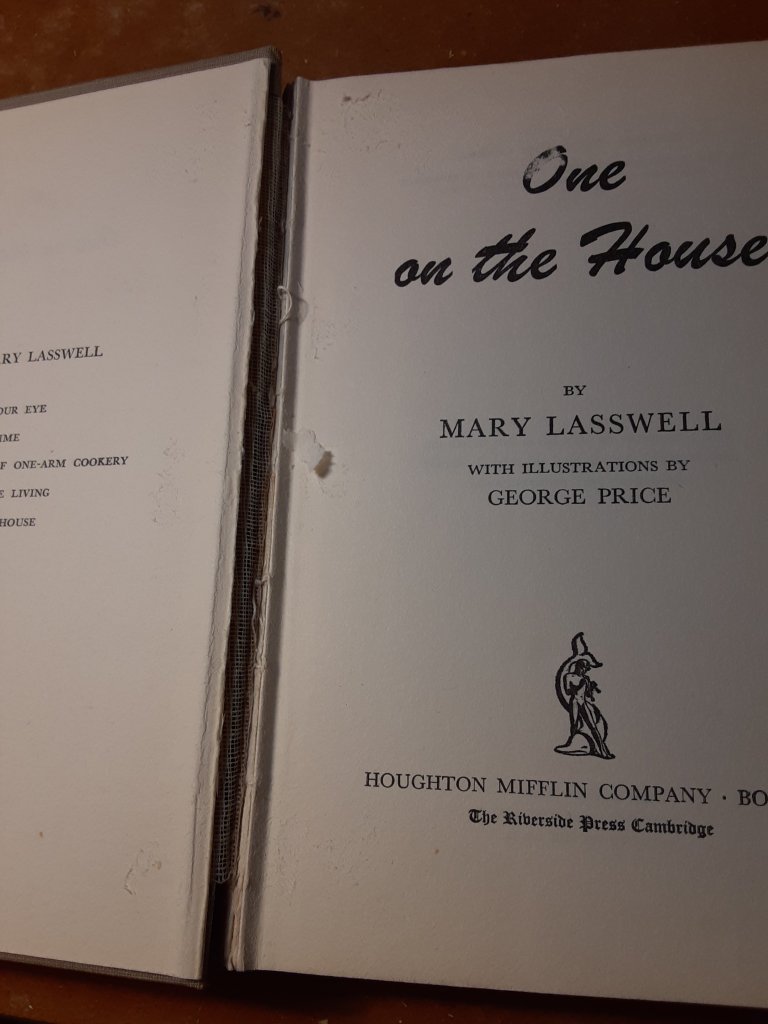 RY LASSWELL
OUR EYE
IME
F ONE-ARM COOKERY
E LIVING
HOUSE
One
on the House
BY
MARY LASSWELL
WITH ILLUSTRATIONS BY
GEORGE PRICE
HOUGHTON MIFFLIN COMPANY · BO
The Riverside Press Cambridge